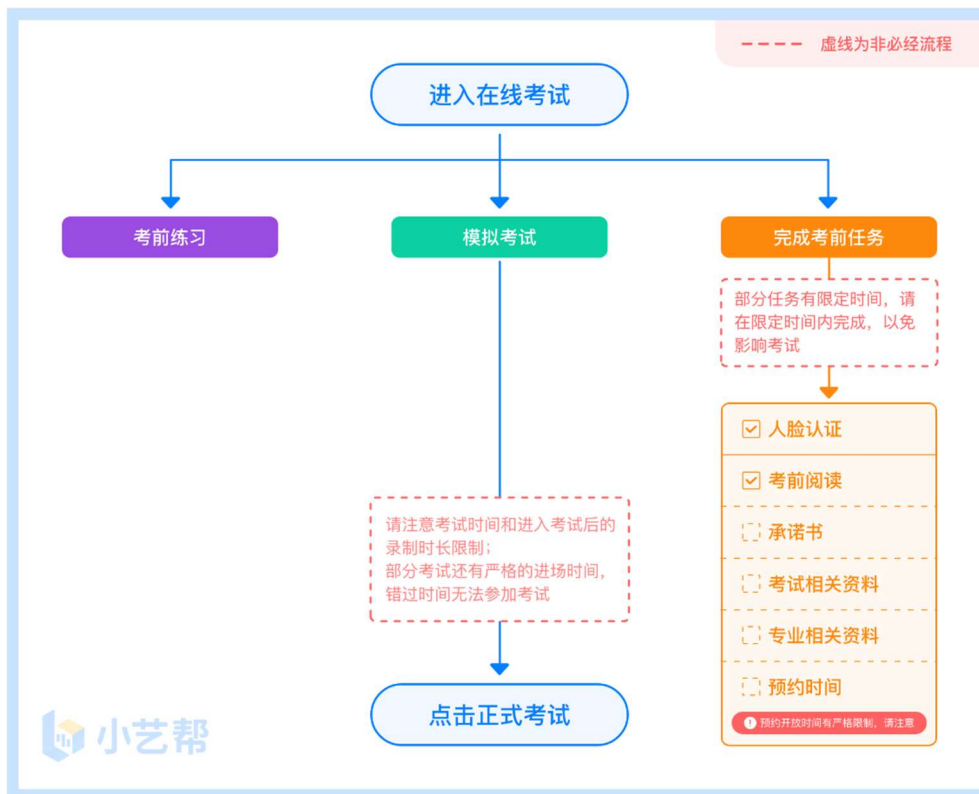 虚线为非必经流程
进入在线考试
考前练习
模拟考试
完成考前任务
部分任务有限定时间，请
在限定时间内完成，以免
影响考试
人脸认证
考前阅读
承诺书
考试相关资料
专业相关资料
预约时间
预约开放时间有严格限制，请注意
请注意考试时间和进入考试后的
录制时长限制；
部分考试还有严格的进场时间，
错过时间无法参加考试
点击正式考试
小艺帮